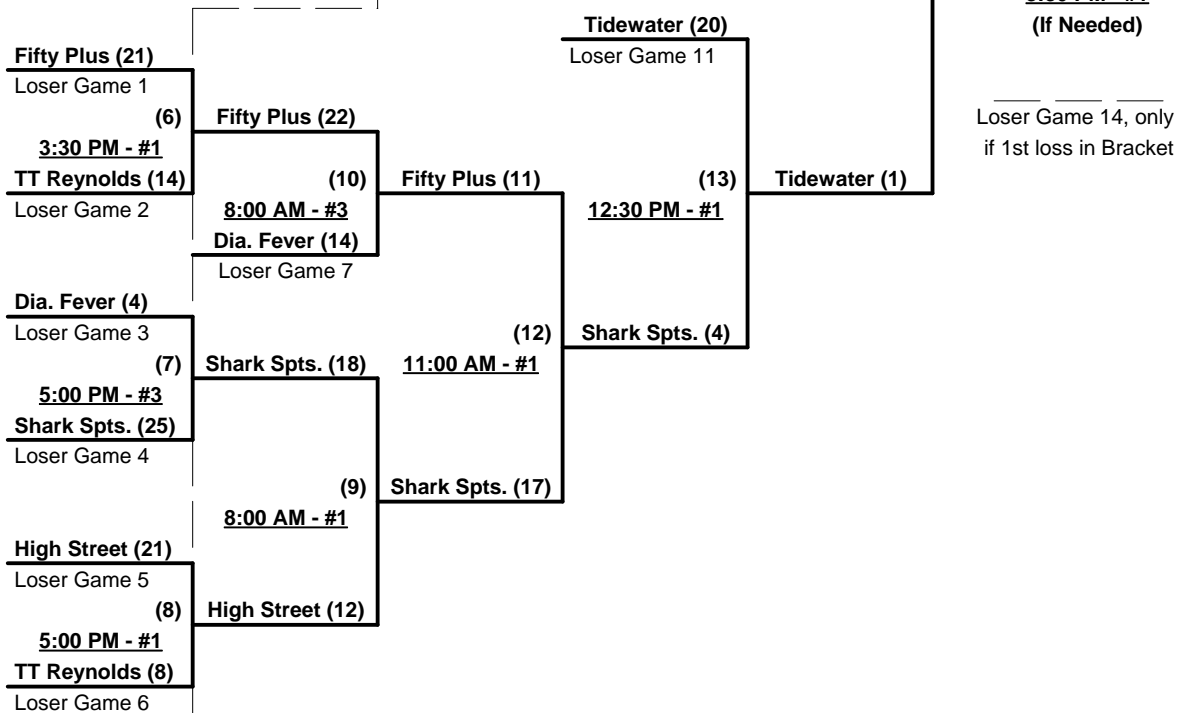 (If Needed)
Tidewater (20)
Loser Game 11
Fifty Plus (21)
Loser Game 1
(6)
3:30 PM - #1
TT Reynolds (14)
Loser Game 2
Fifty Plus (22)
(10)
8:00 AM - #3
Dia. Fever (14)
Loser Game 7
Fifty Plus (11)
(13)
12:30 PM - #1
Tidewater (1)
Loser Game 14, only
if 1st loss in Bracket
Dia. Fever (4)
Loser Game 3
(7)
5:00 PM - #3
Shark Spts. (25)
Loser Game 4
Shark Spts. (18)
(12)
11:00 AM - #1
Shark Spts. (4)
(9)
8:00 AM - #1
Shark Spts. (17)
High Street (21)
Loser Game 5
(8)
5:00 PM - #1
TT Reynolds (8)
Loser Game 6
High Street (12)